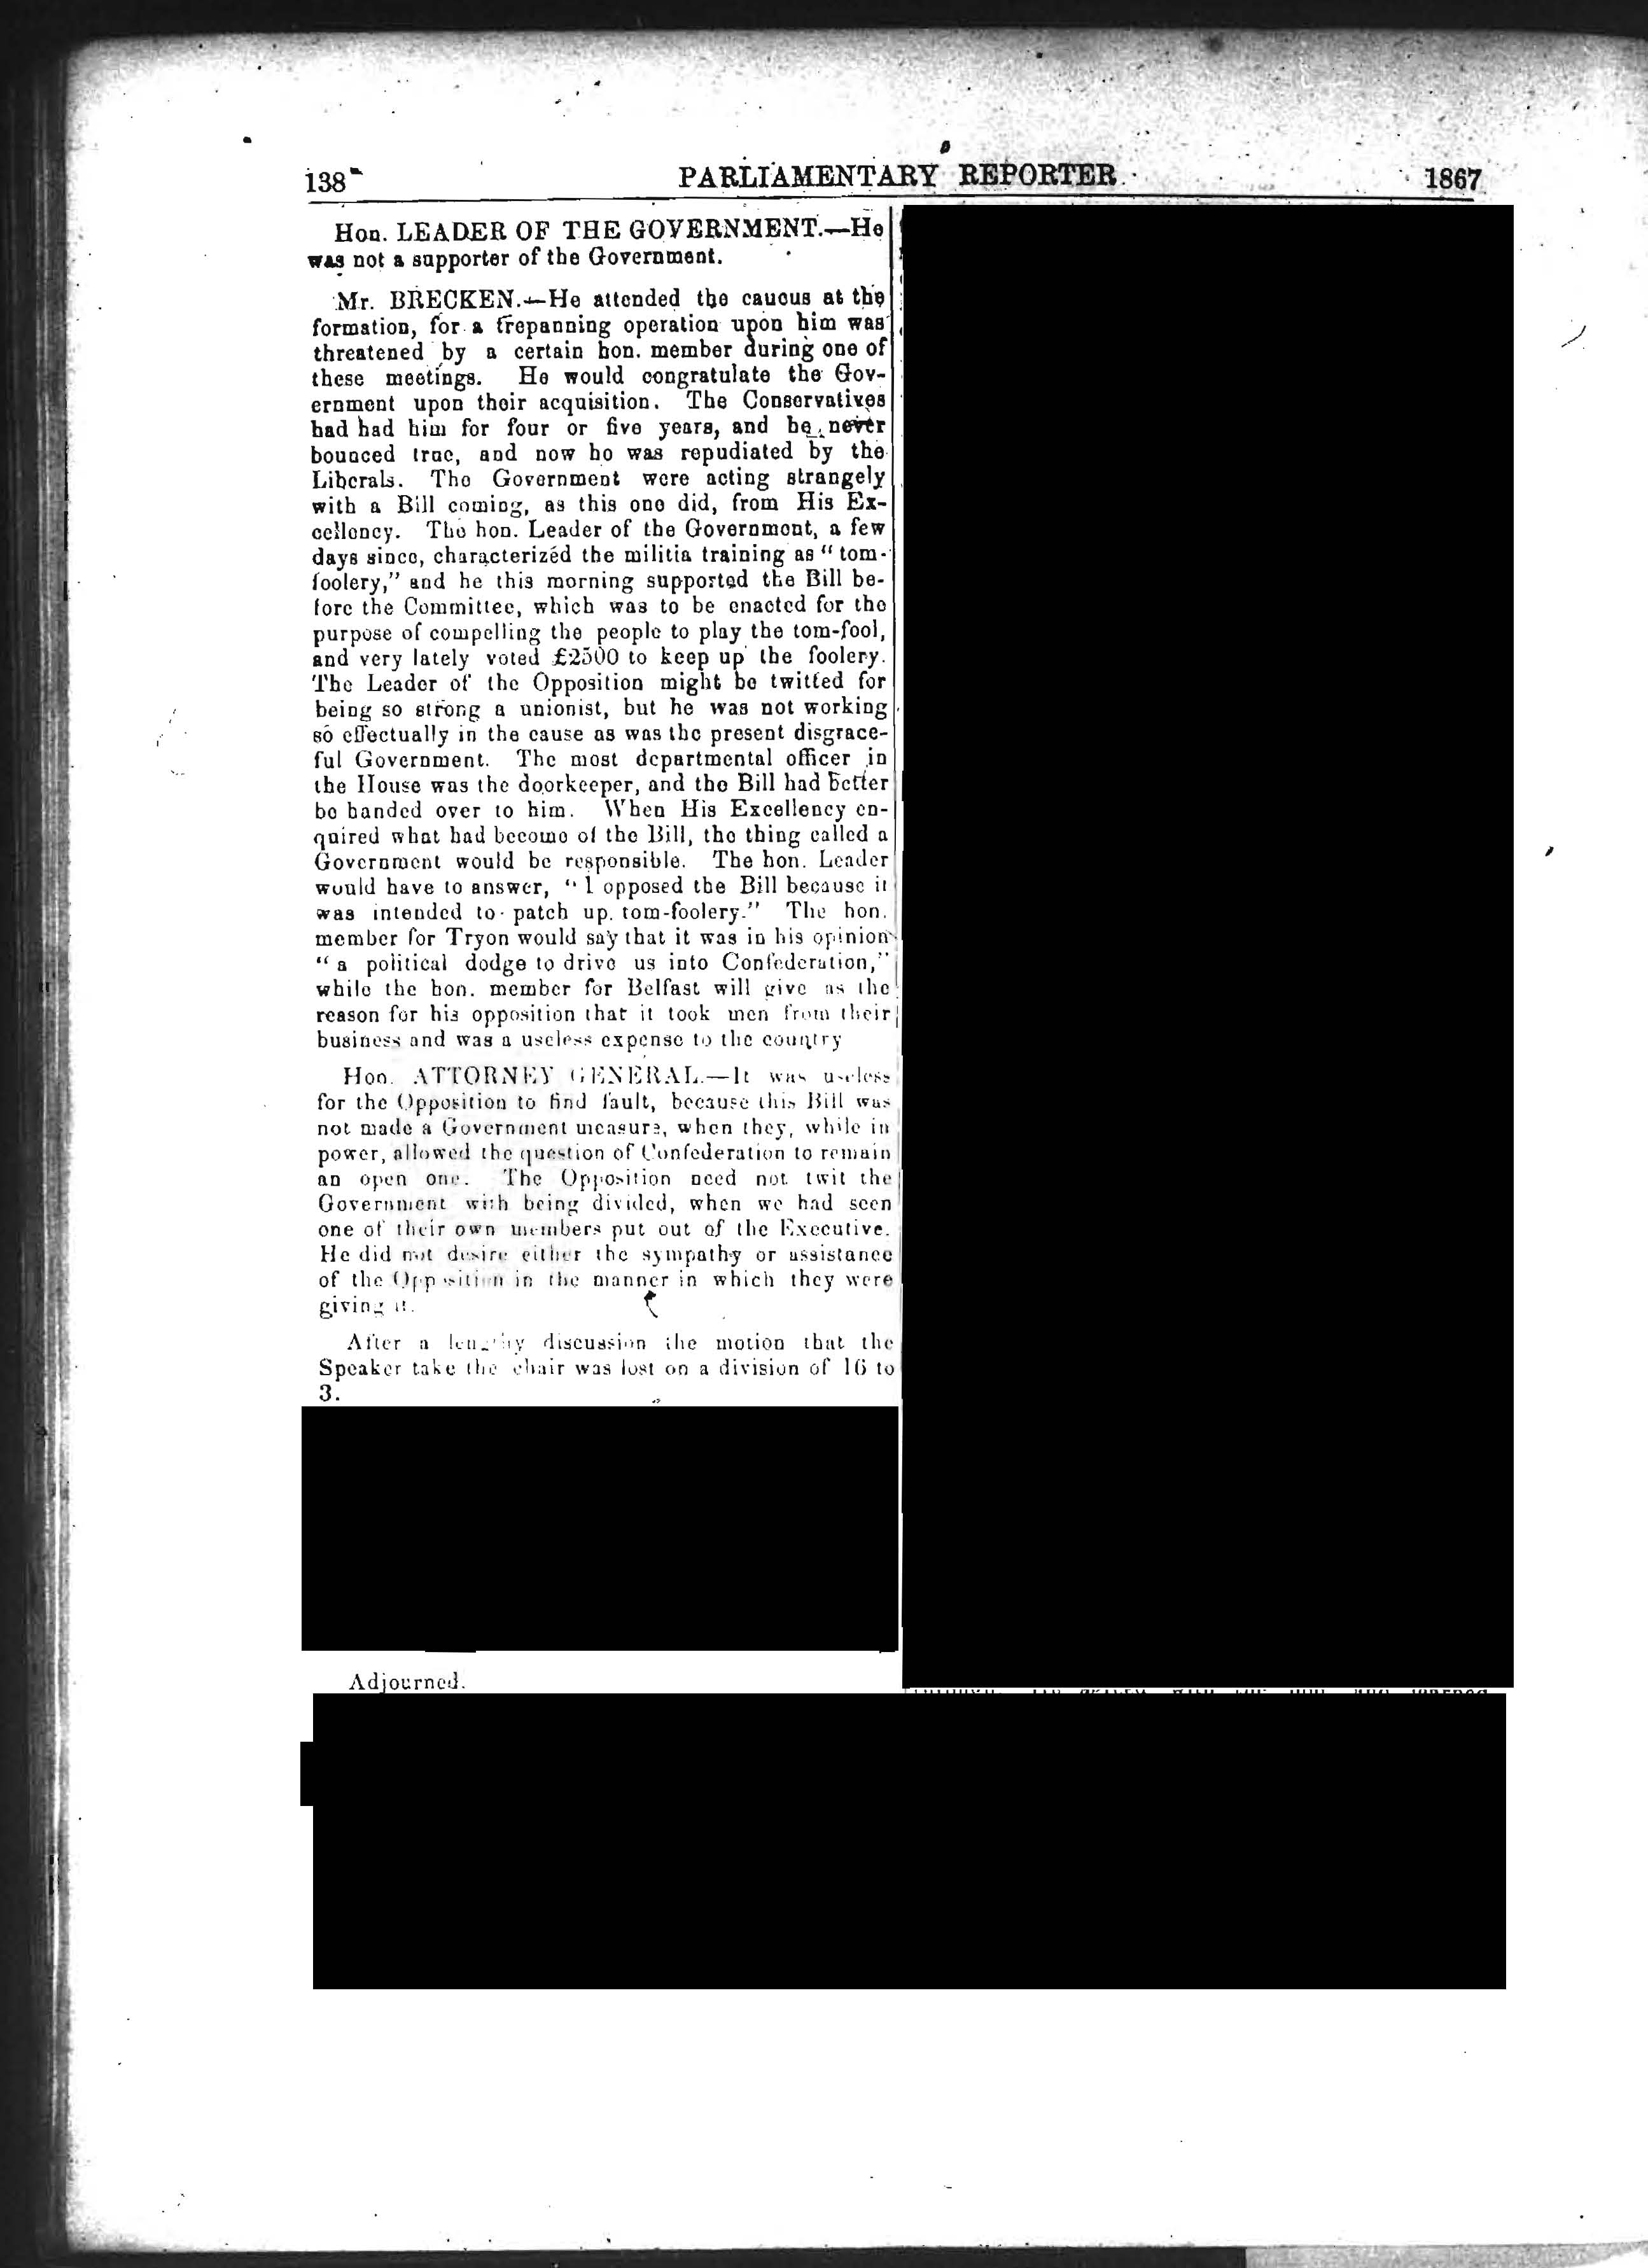 138
PARLIAMENTARY REPORTER
1867
Hon. LEADER OF THE GOVERNMENT.—He
was not a supporter of the Government.
Mr. BRECKEN.—He attended the caucus at the
formation, for a trepanning operation upon him was
threatened by a certain hon. member during one of
these meetings. He would congratulate the Gov-
ernment upon their acquisition. The Conservatives
had had him for four or five years, and he never
bounced true, and now he was repudiated by the
Liberals. The Government were acting strangely
with a Bill coming, as this one did, from His Ex-
cellency. The hon. Leader of the Government, a few
days since, characterized the militia training as "tom-
foolery," and he this morning supported the Bill be-
fore the Committee, which was to be enacted for the
purpose of compelling the people to play the tom-fool,
and very lately voted £2500 to keep up the foolery.
The Leader of the Opposition might be twitted for
being so strong a unionist, but he was not working
so effectually in the cause as was the present disgrace-
ful Government. The most departmental officer in
the House was the doorkeeper, and the Bill had better
be handed over to him. When His Excellency en-
quired what had become of the Bill, the thing called a
Government would be responsible. The hon. Leader
would have to answer, "I opposed the Bill because it
was intended to patch up tom-foolery." The hon.
member for Tryon would say that it was in his opinion
"a political dodge to drive us into Confederation,"
while the hon. member for Belfast will give as the
reason for his opposition that it took men from their
business and was a useless expense to the country
Hon. ATTORNEY GENERAL.—It was useless
for the Opposition to find fault, because this Bill was
not made a Government measure, when they, while in
power, allowed the question of Confederation to remain
an open one. The Opposition need not twit the
Government with being divided, when we had seen
one of their own members put out of the Executive.
He did not desire either the sympathy or assistance
of the Opposition in the manner in which they were
giving it.
After a lengthy discussion the motion that the
Speaker take the chair was lost on a division of 16 to
3.
Adjourned.